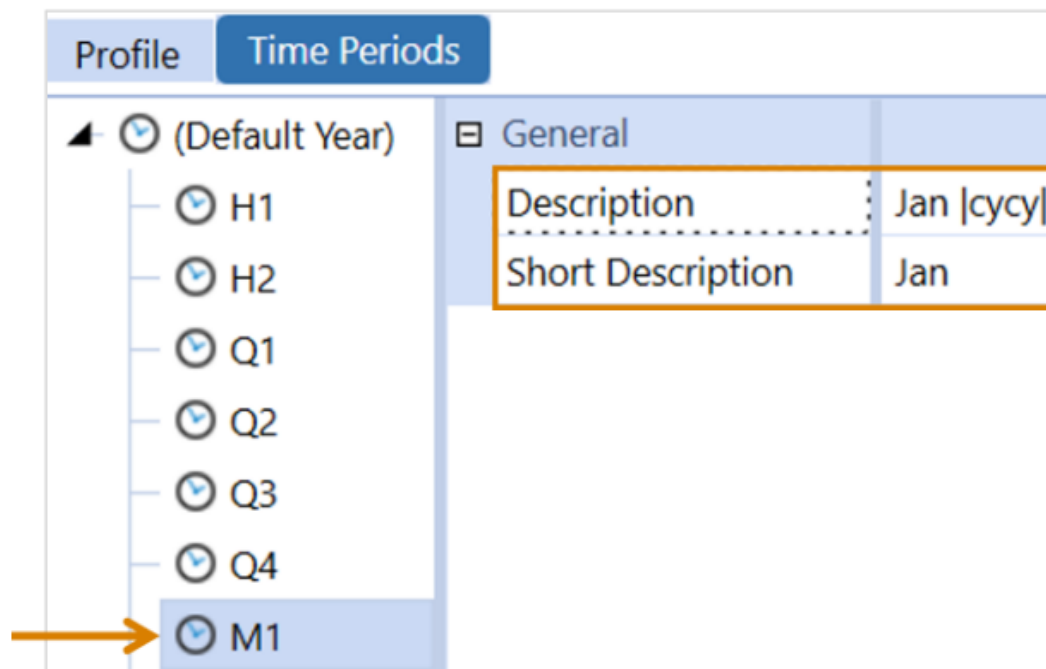 Profile Time Periods
(Default Year) General
H1 Description Jan |cycy|
H2 Short Description Jan
Q1
Q2
Q3
Q4
M1